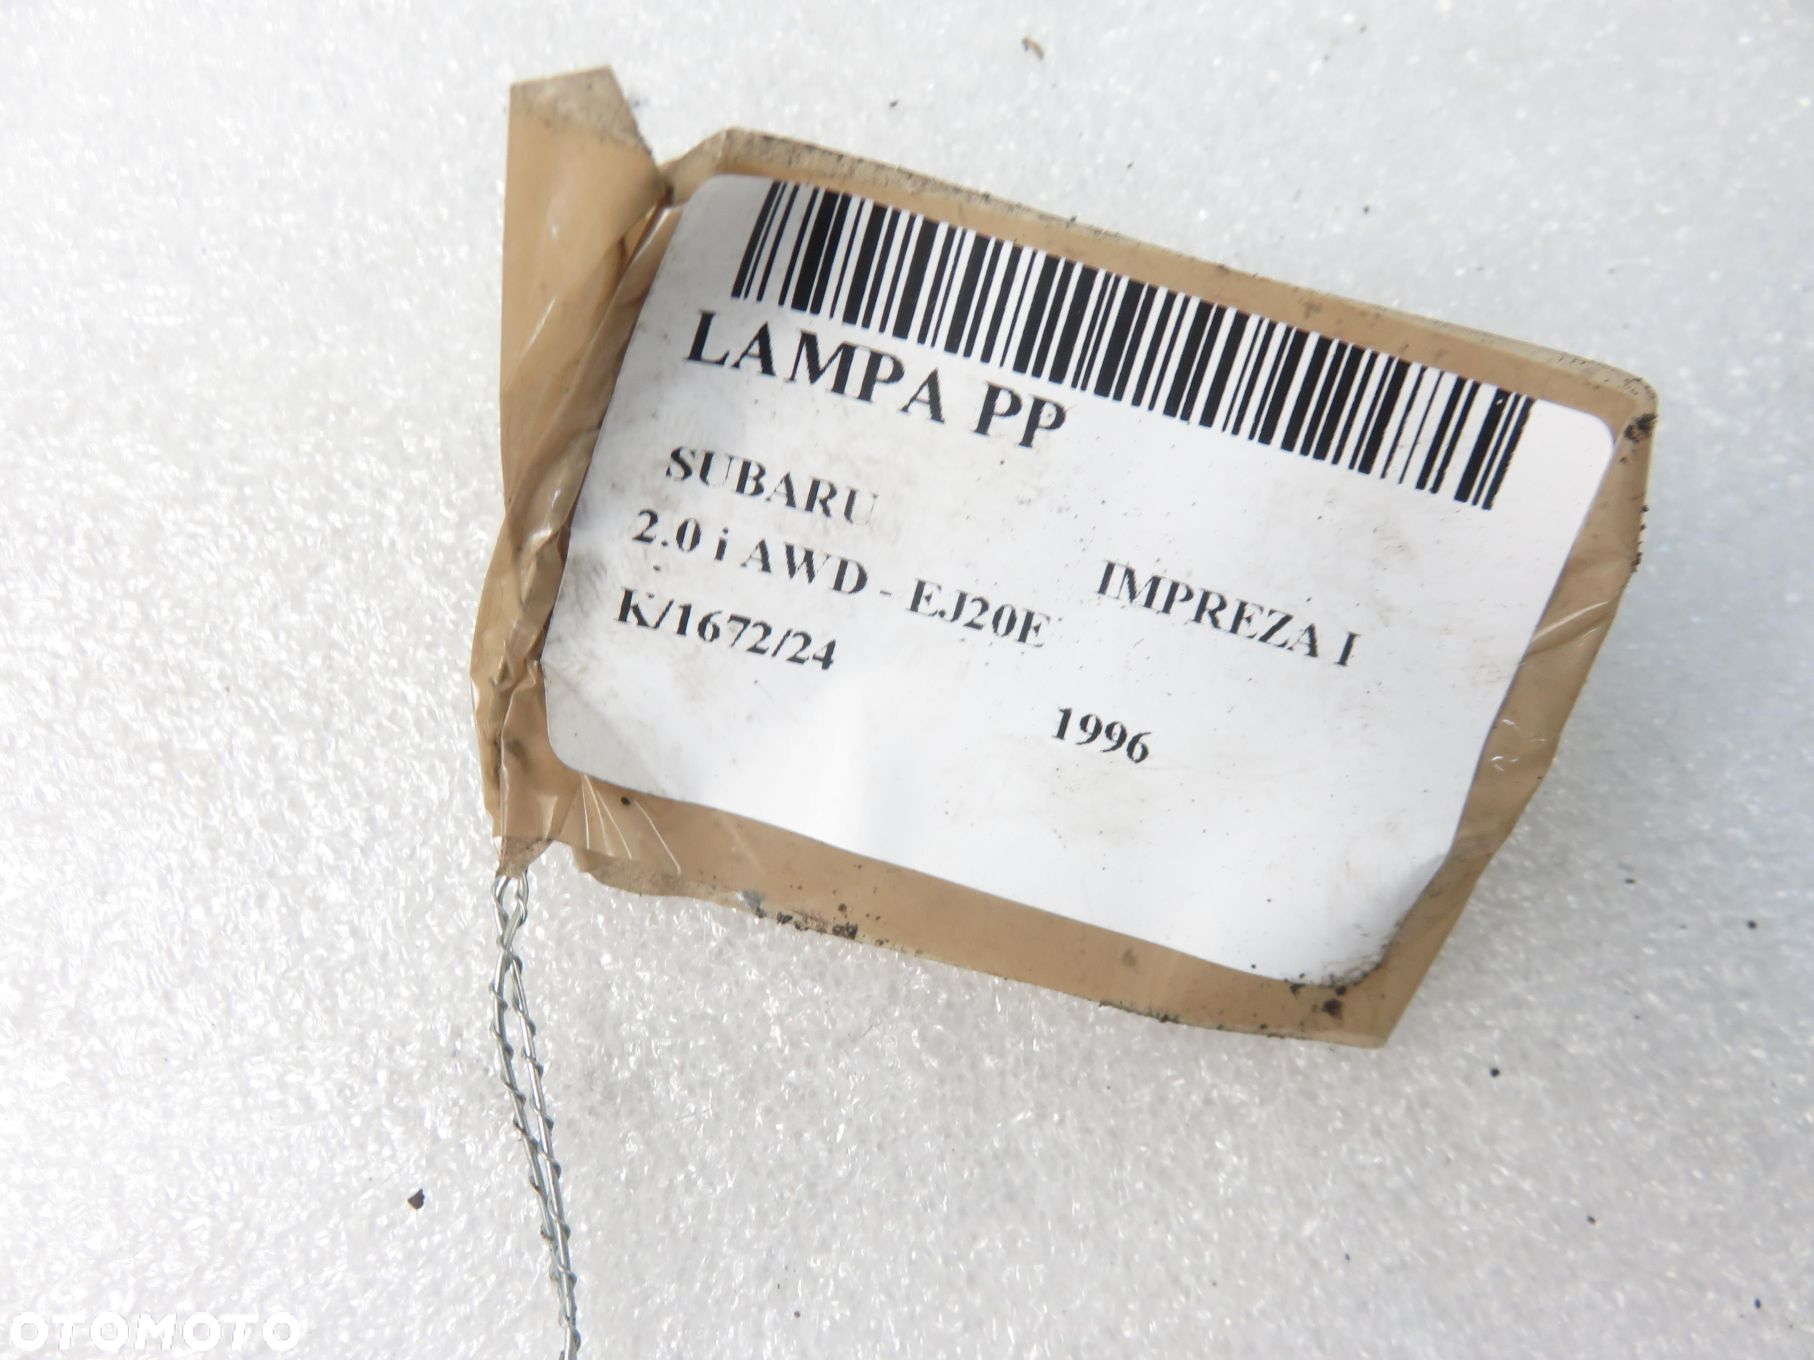 LAMPA PP
SUBARU IMPREZA I
2.0 i AWD - EJ20E
K/1672/24 1996
OTOMOTO